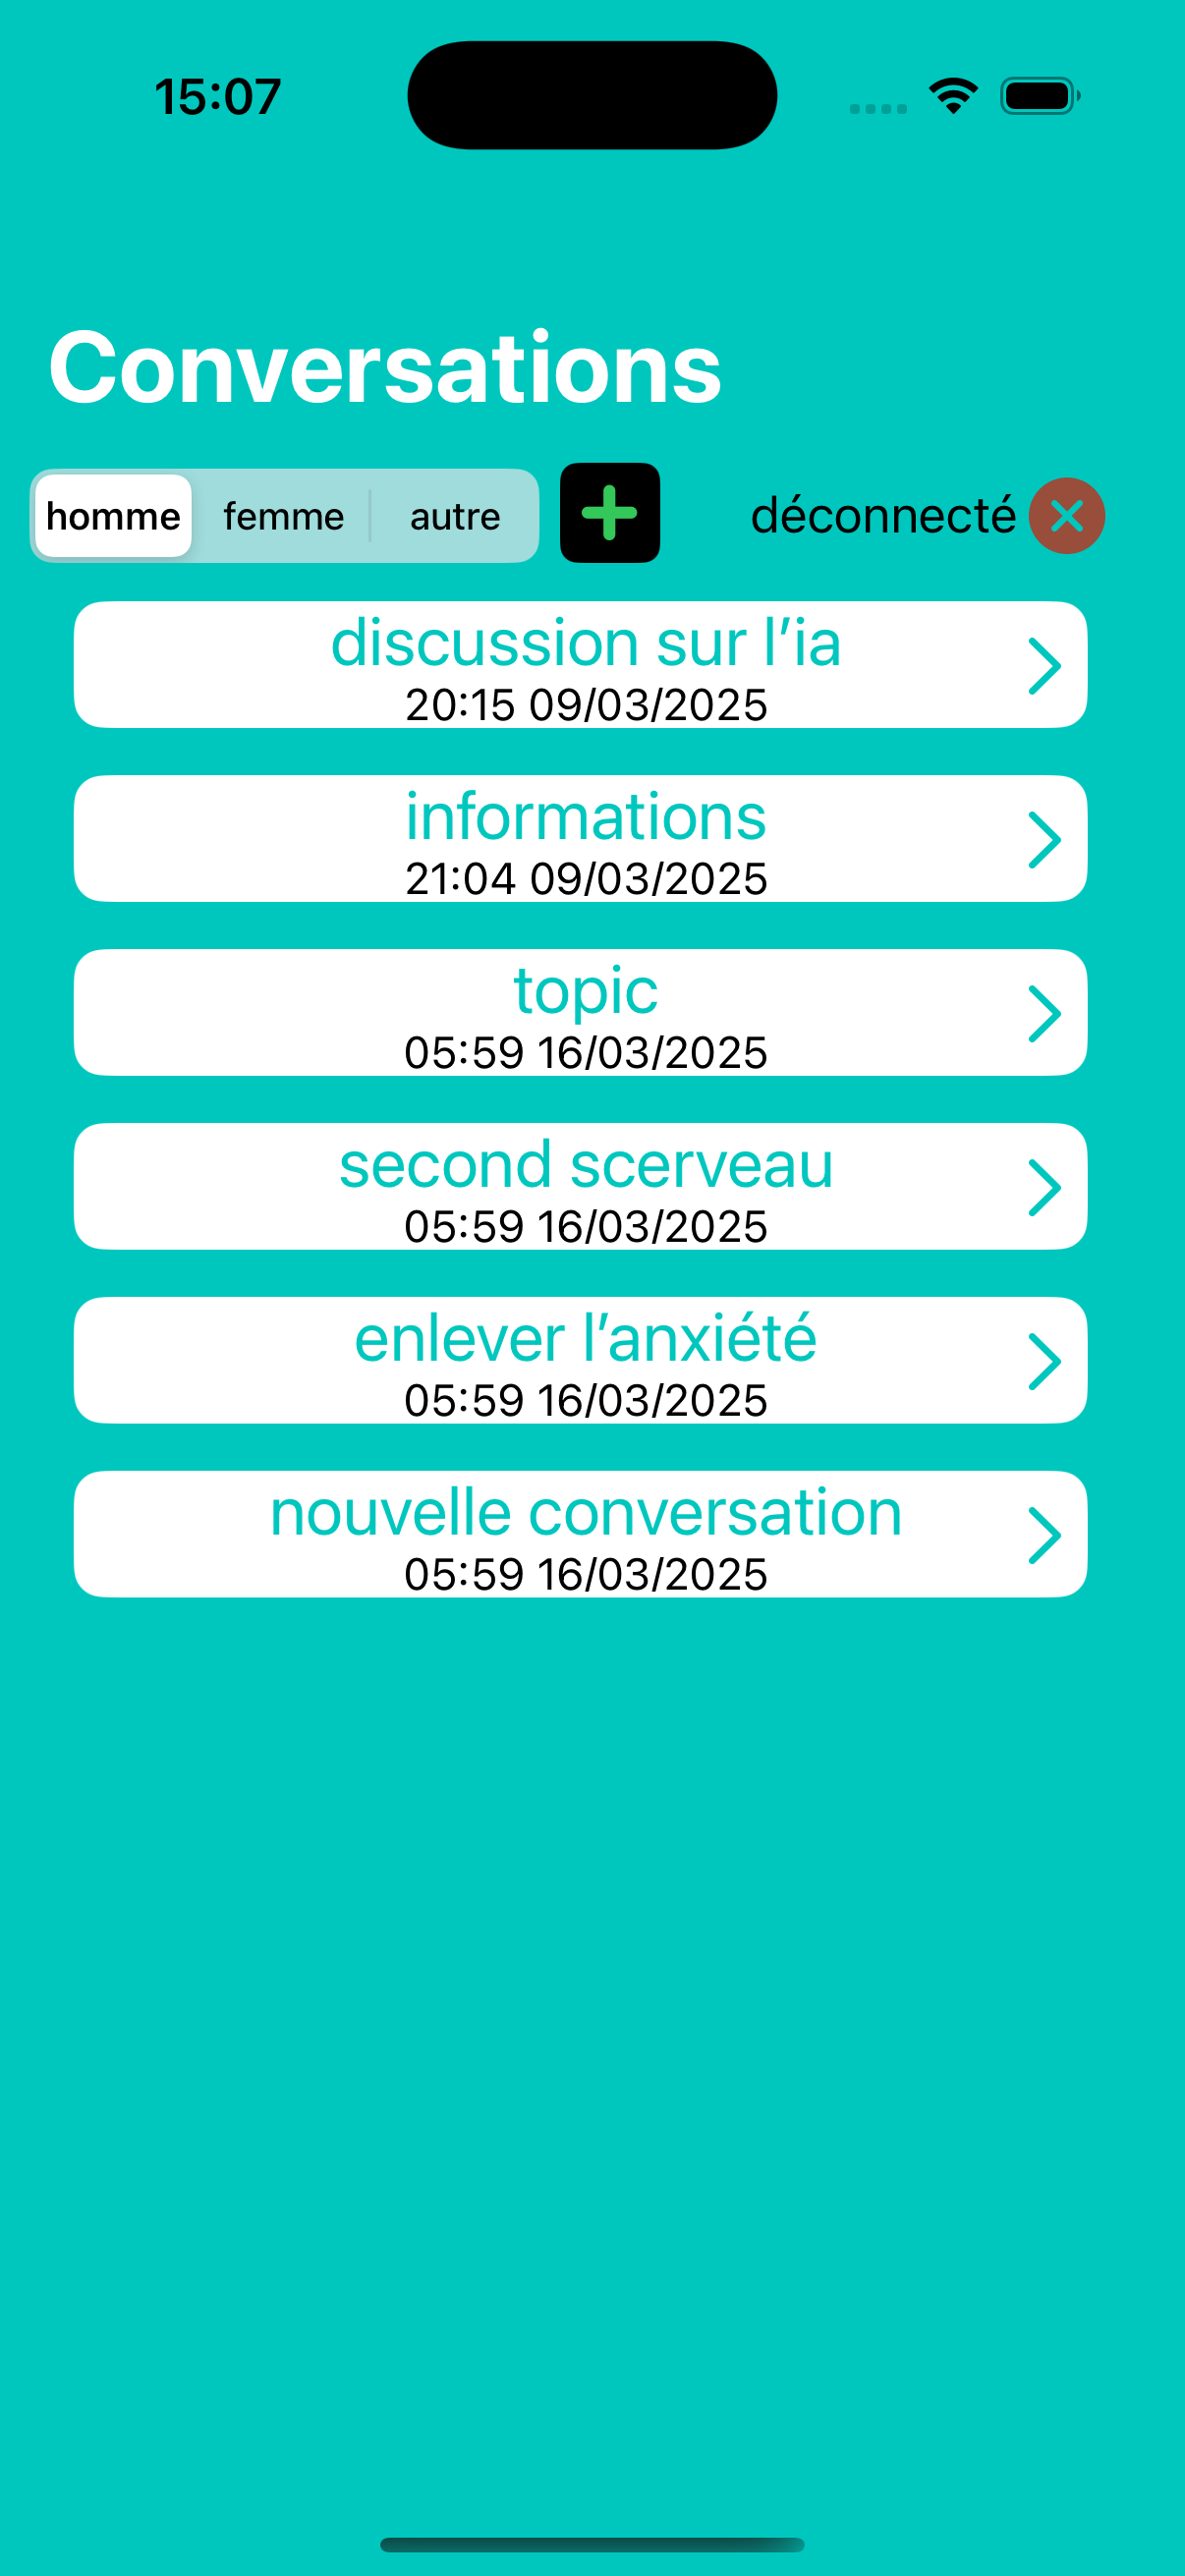 15:07
Conversations
homme femme autre déconnecté
discussion sur l’ia
20:15 09/03/2025
informations
21:04 09/03/2025
topic
05:59 16/03/2025
second scerveau
05:59 16/03/2025
enlever l’anxiété
05:59 16/03/2025
nouvelle conversation
05:59 16/03/2025